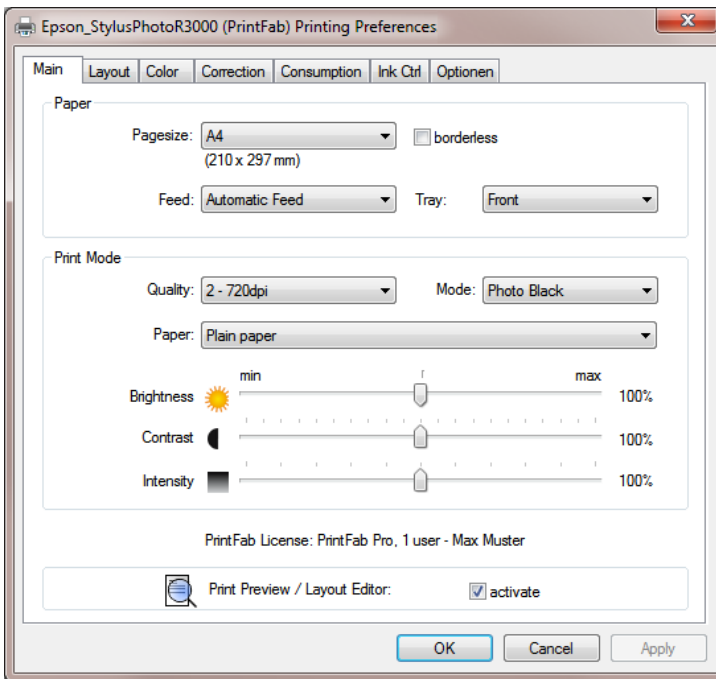 Epson_StylusPhotoR3000 (PrintFab) Printing Preferences
Main Layout Color Correction Consumption Ink Ctrl Optionen
Paper
Pagesize: A4 borderless
(210 x 297 mm)
Feed: Automatic Feed Tray: Front
Print Mode
Quality: 2 - 720dpi Mode: Photo Black
Paper: Plain paper
min max
Brightness 100%
Contrast 100%
Intensity 100%
PrintFab License: PrintFab Pro, 1 user - Max Muster
Print Preview / Layout Editor: activate
OK Cancel Apply